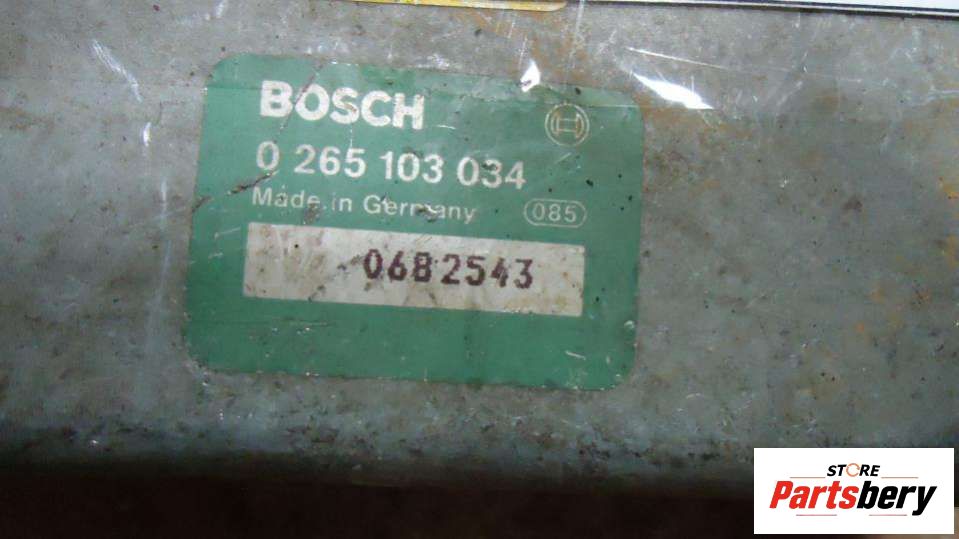 BOSCH
0 265 103 034
Made in Germany 085
0682543
STORE
Partsbery